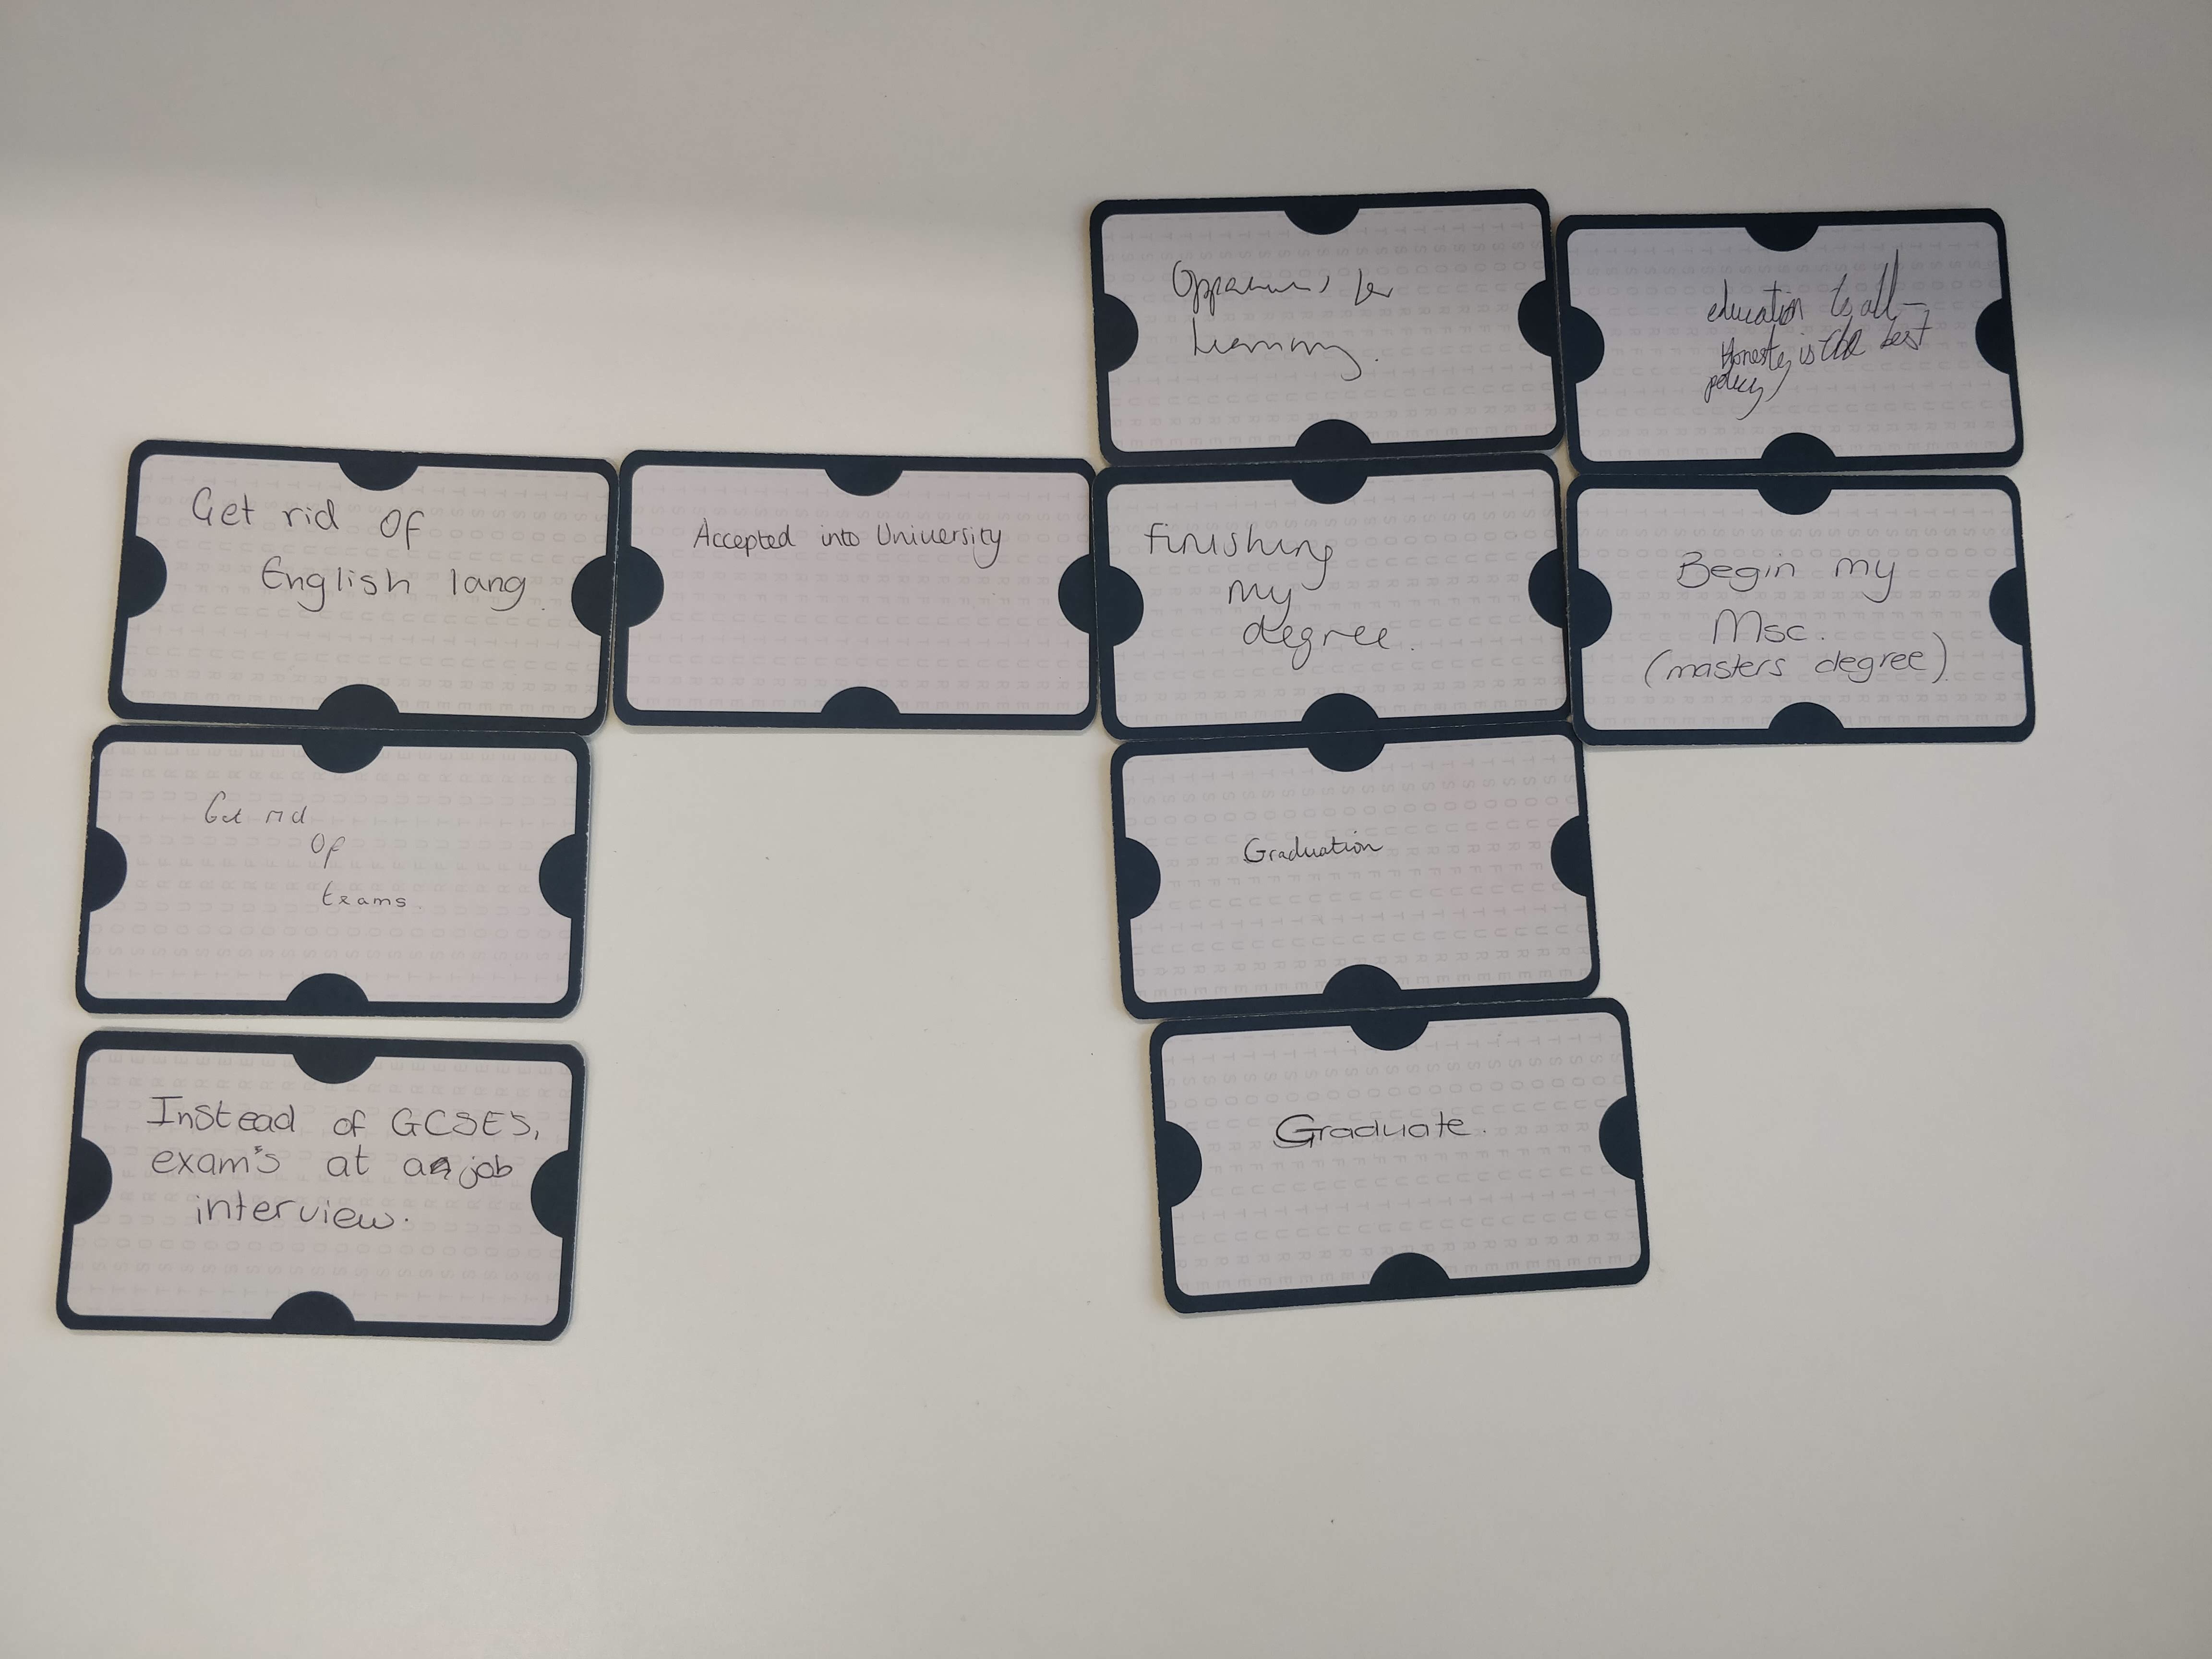 Opportunity for
learning.
education to all -
Honesty is the best
policy
Get rid of
English lang.
Accepted into University
finishing
my
degree.
Begin my
Msc.
(masters degree)
Get rid
of
exams.
Graduation
Instead of GCSES,
exam's at a job
interview.
Graduate.